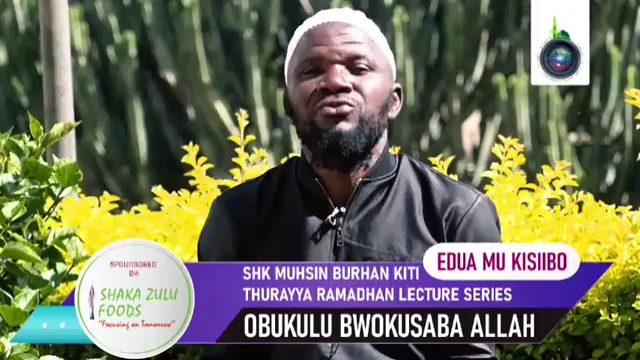 SPOUNSORED
BY:
SHAKA ZULU
FOODS
"Focusing on Tomorrow"
SHK MUHSIN BURHAN KITI
EDUA MU KISIIBO
THURAYYA RAMADHAN LECTURE SERIES
OBUKULU BWOKUSABA ALLAH